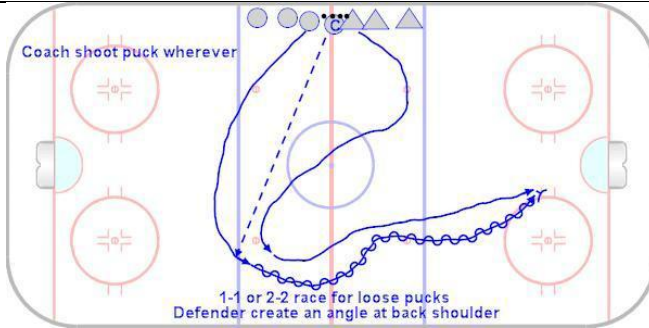 C
Coach shoot puck wherever
1-1 or 2-2 race for loose pucks
Defender create an angle at back shoulder